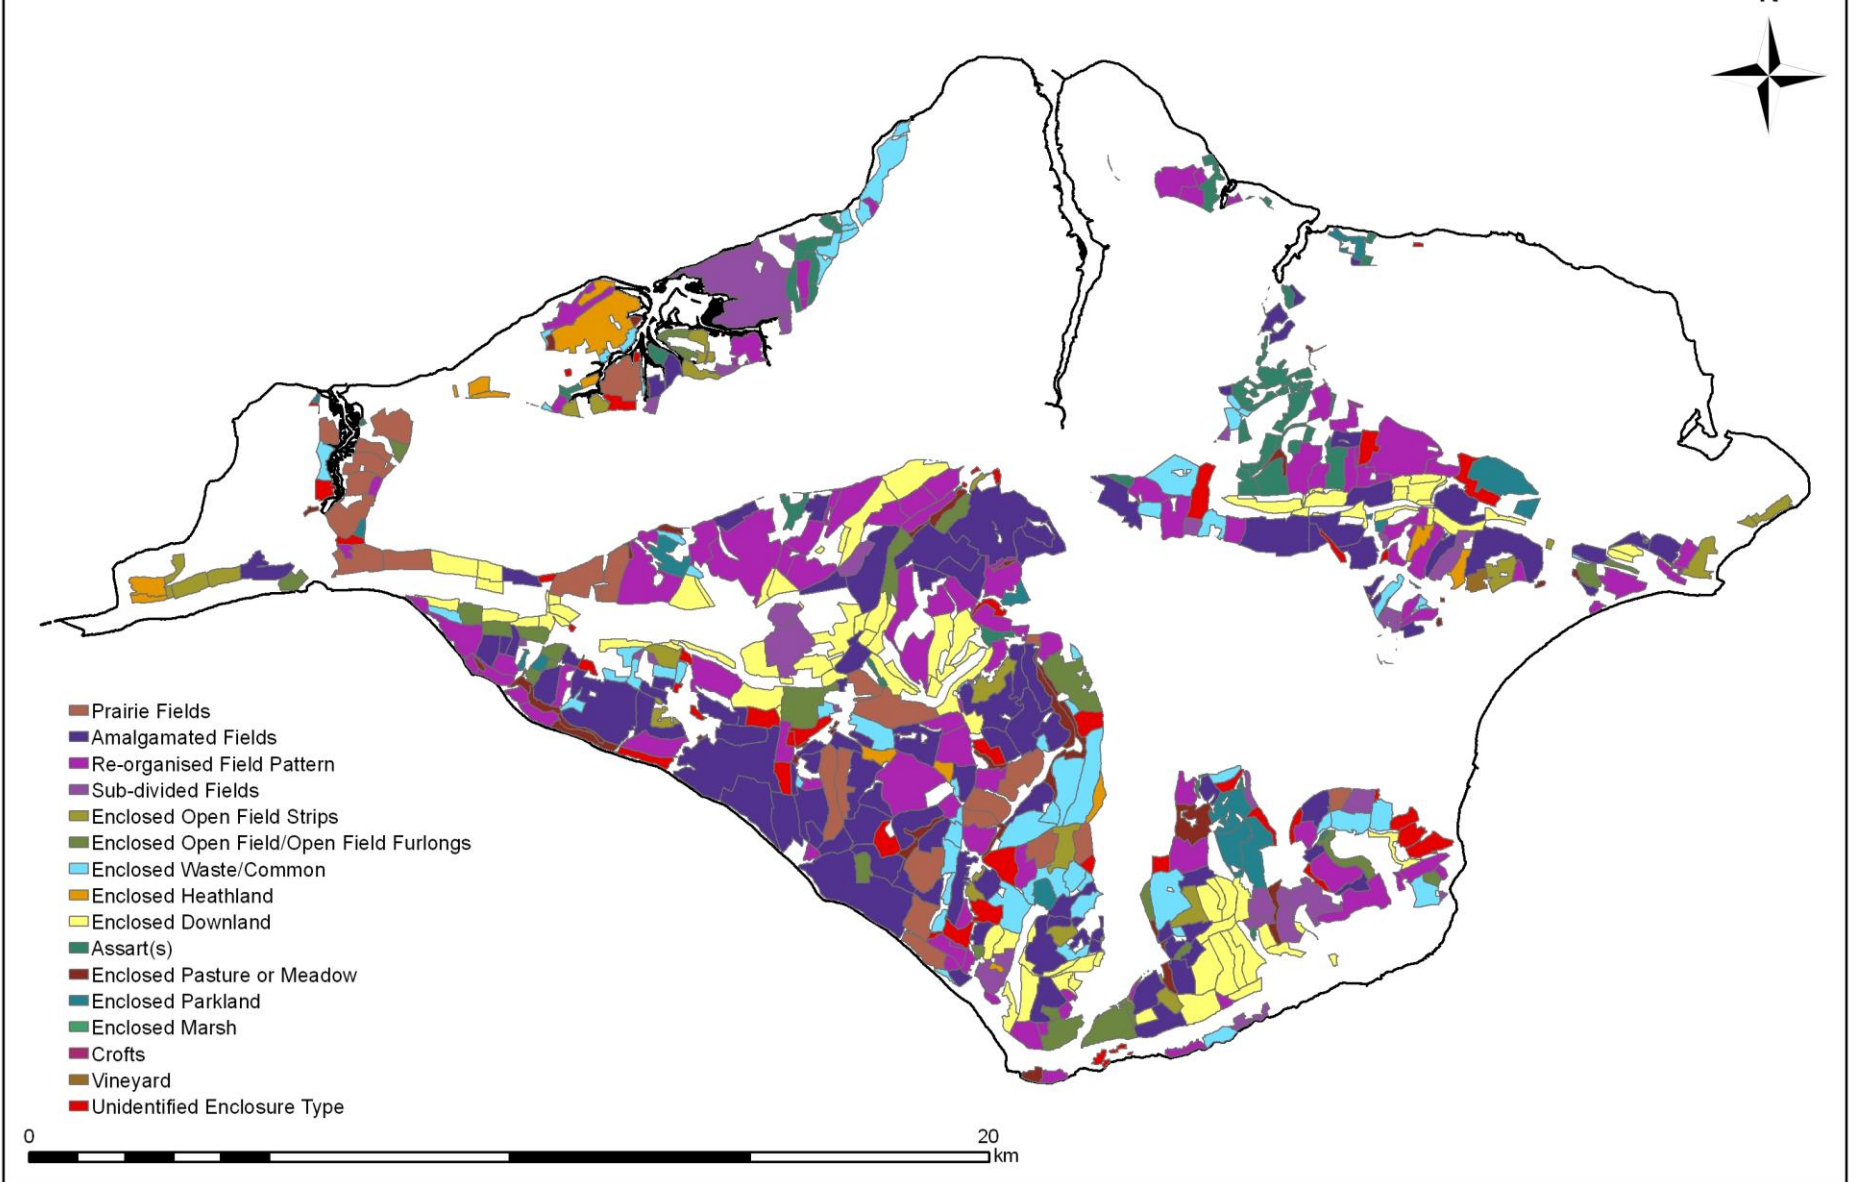 Prairie Fields
Amalgamated Fields
Re-organised Field Pattern
Sub-divided Fields
Enclosed Open Field Strips
Enclosed Open Field/Open Field Furlongs
Enclosed Waste/Common
Enclosed Heathland
Enclosed Downland
Assart(s)
Enclosed Pasture or Meadow
Enclosed Parkland
Enclosed Marsh
Crofts
Vineyard
Unidentified Enclosure Type
0 20
km